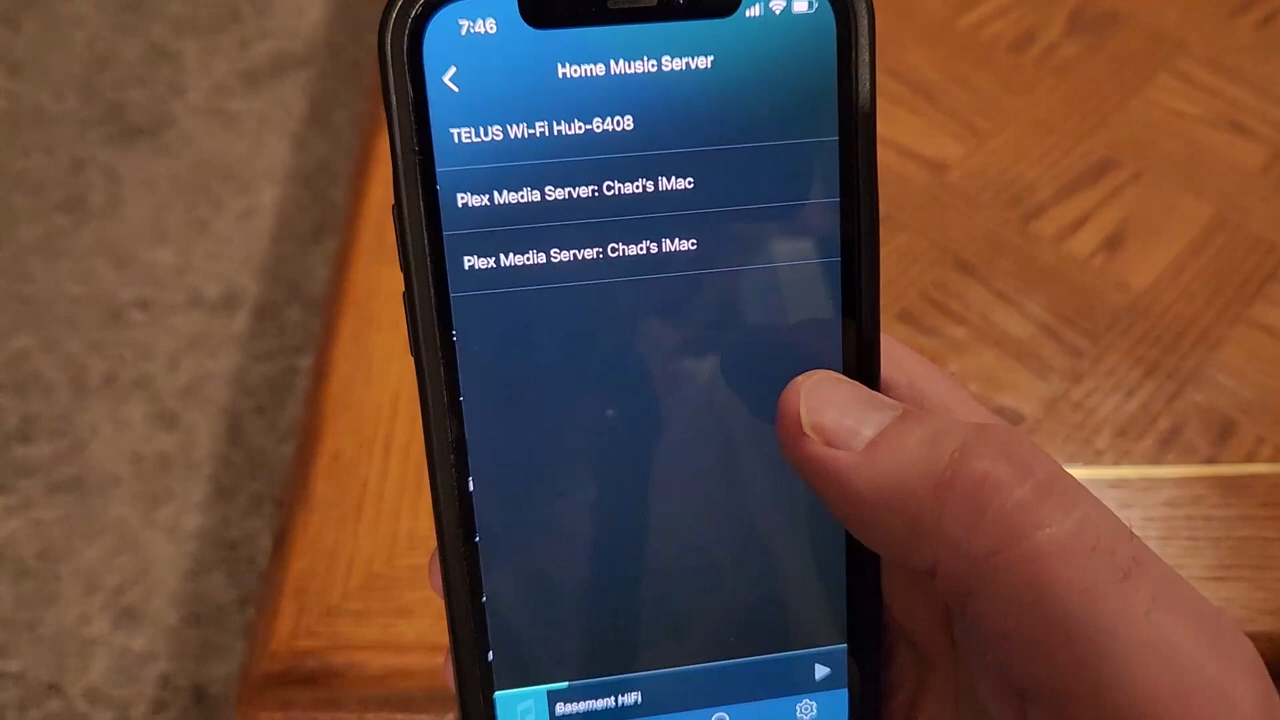 7:46
Home Music Server
TELUS Wi-Fi Hub-6408
Plex Media Server: Chad's iMac
Plex Media Server: Chad's iMac
Basement HiFi